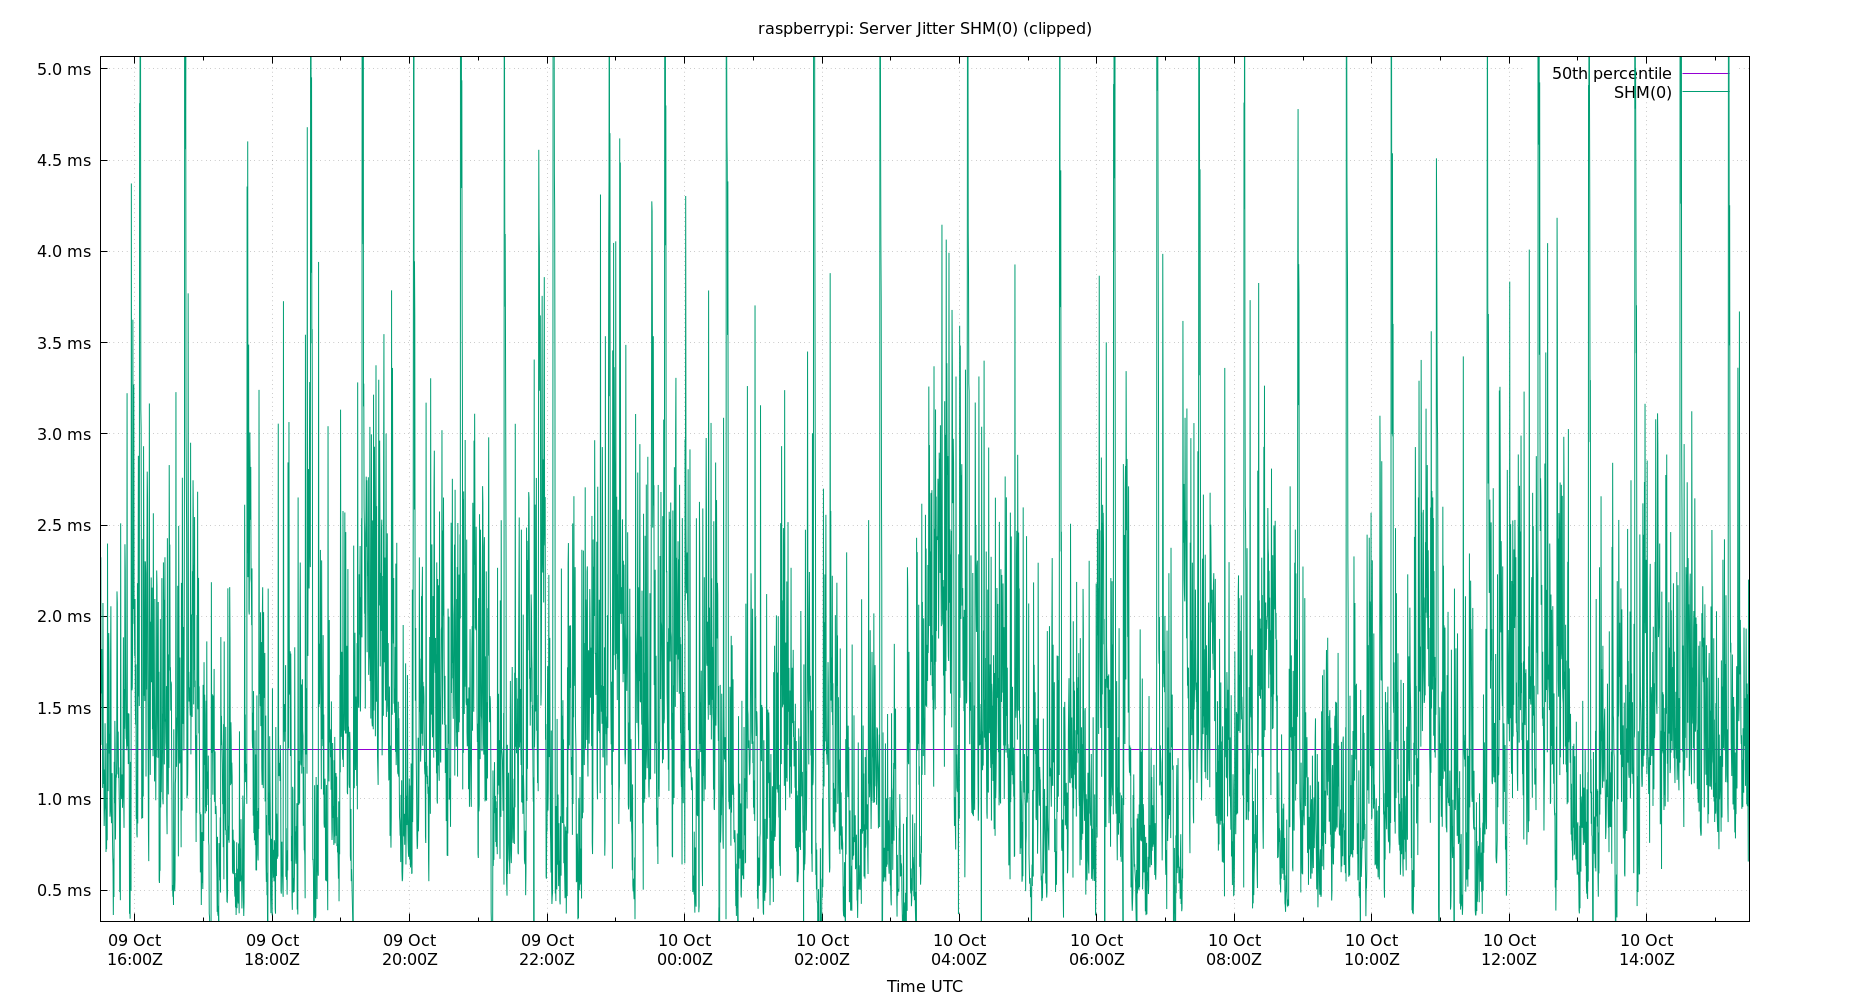 raspberrypi: Server Jitter SHM(0) (clipped)
5.0 ms
4.5 ms
4.0 ms
3.5 ms
3.0 ms
2.5 ms
2.0 ms
1.5 ms
1.0 ms
0.5 ms
50th percentile
SHM(0)
09 Oct
16:00Z
09 Oct
18:00Z
09 Oct
20:00Z
09 Oct
22:00Z
10 Oct
00:00Z
10 Oct
02:00Z
10 Oct
04:00Z
10 Oct
06:00Z
10 Oct
08:00Z
10 Oct
10:00Z
10 Oct
12:00Z
10 Oct
14:00Z
Time UTC